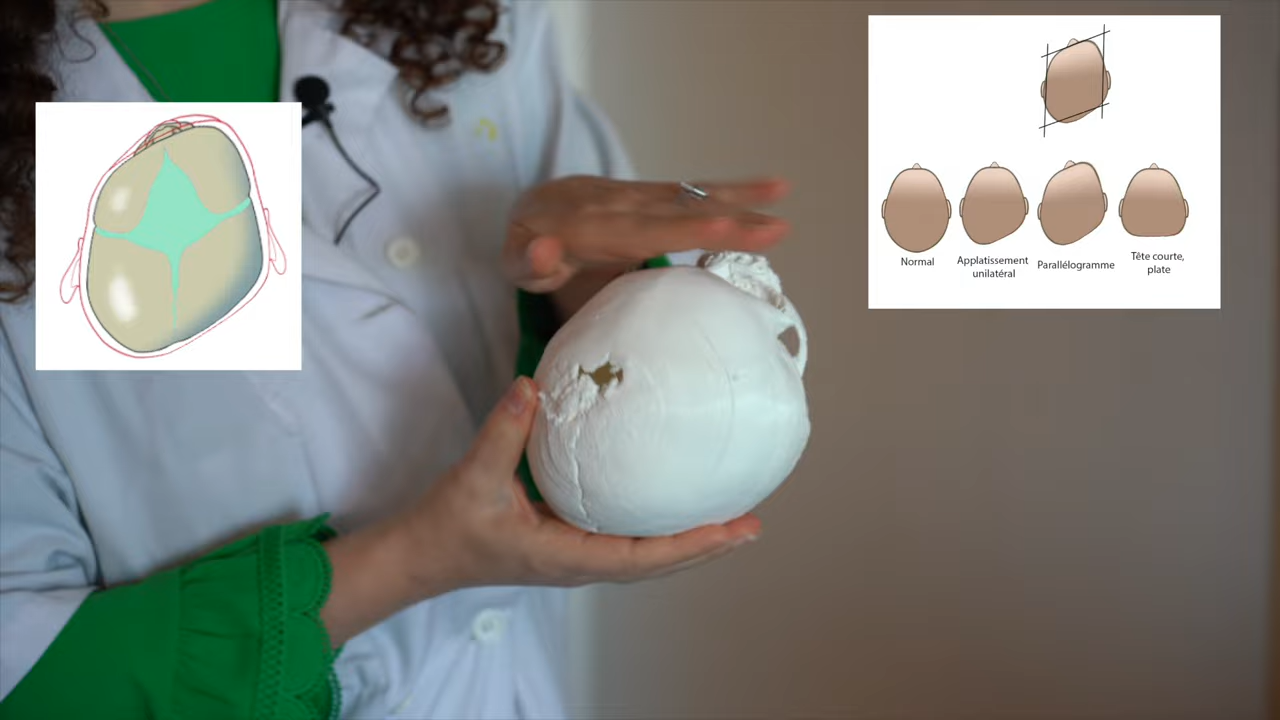 Normal
Applatissement
unilatéral
Parallélogramme
Tête courte,
plate